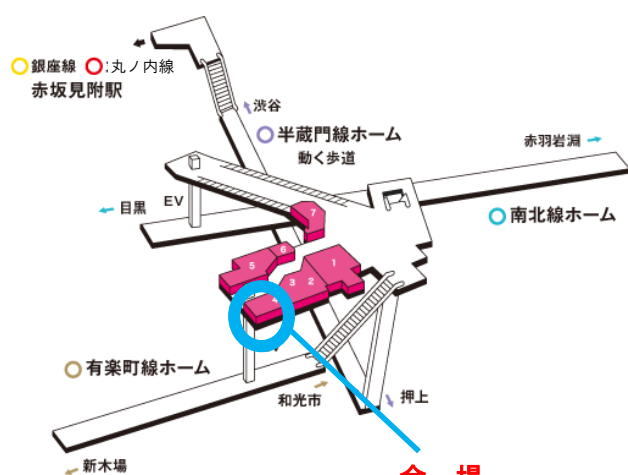 銀座線 :丸ノ内線
赤坂見附駅
渋谷
半蔵門線ホーム
動く歩道
赤羽岩淵
目黒
EV
南北線ホーム
7
6
5
1
3
2
4
有楽町線ホーム
和光市
押上
新木場
会 場